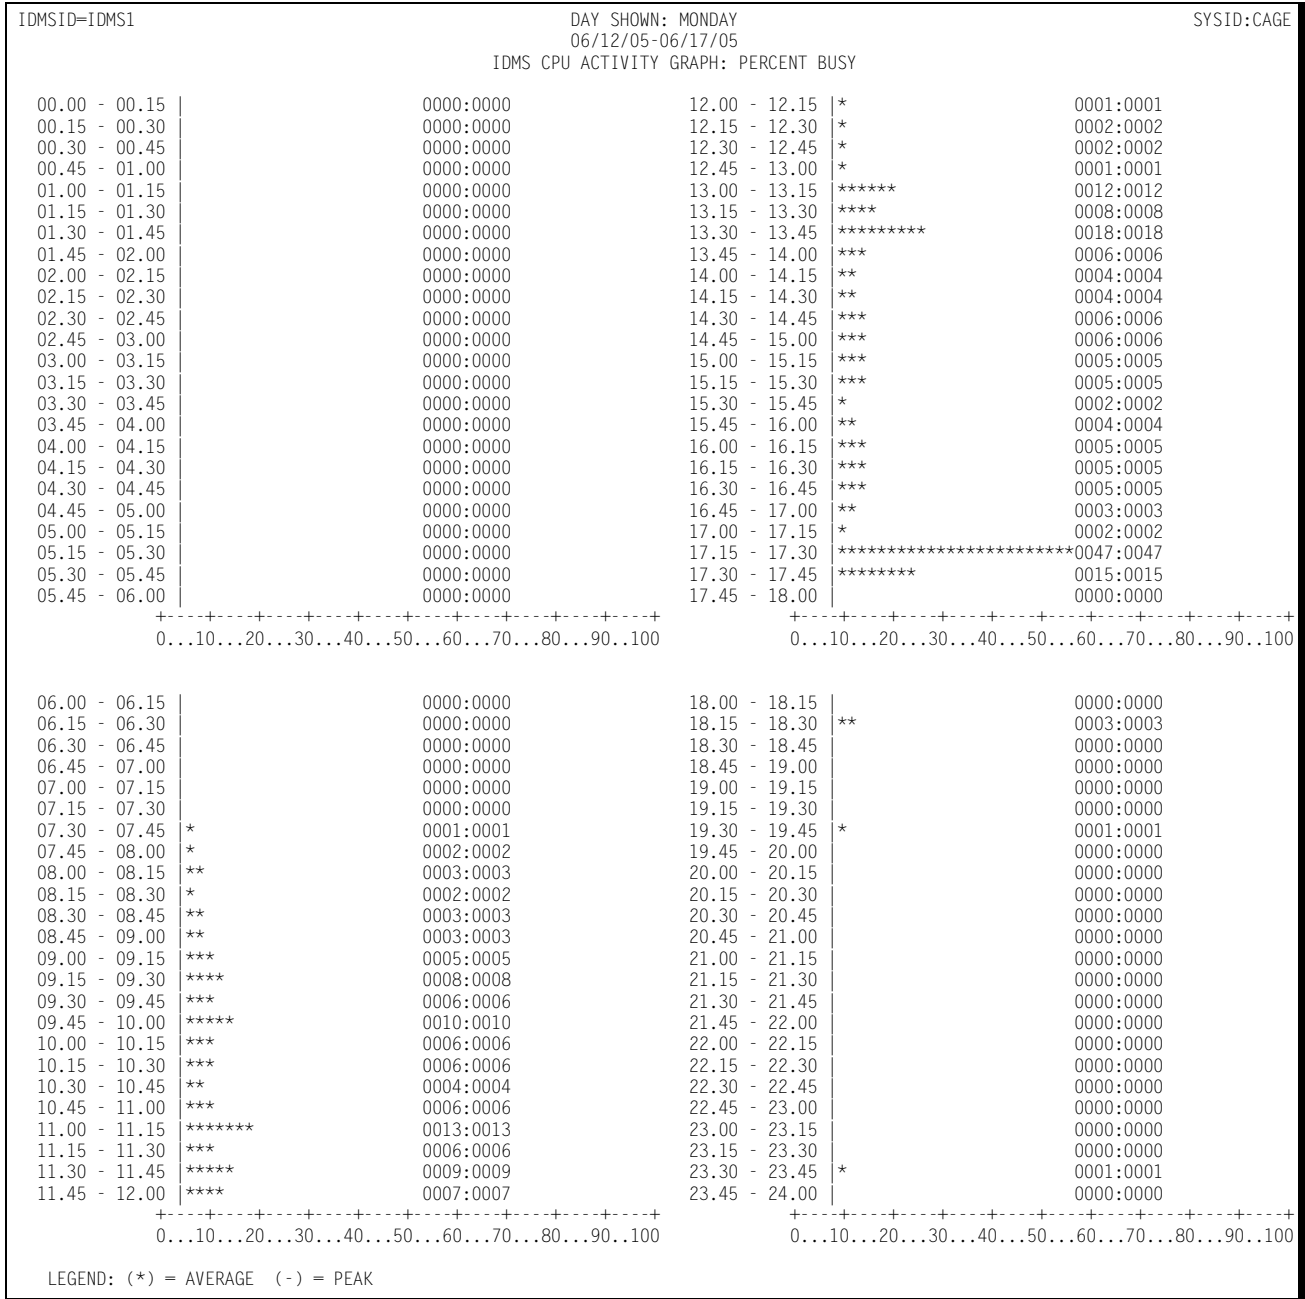 IDMSID=IDMS1 DAY SHOWN: MONDAY SYSID:CAGE
06/12/05-06/17/05
IDMS CPU ACTIVITY GRAPH: PERCENT BUSY
00.00 - 00.15 | 0000:0000 12.00 - 12.15 |* 0001:0001
00.15 - 00.30 | 0000:0000 12.15 - 12.30 |* 0002:0002
00.30 - 00.45 | 0000:0000 12.30 - 12.45 |* 0002:0002
00.45 - 01.00 | 0000:0000 12.45 - 13.00 |* 0001:0001
01.00 - 01.15 | 0000:0000 13.00 - 13.15 |****** 0012:0012
01.15 - 01.30 | 0000:0000 13.15 - 13.30 |**** 0008:0008
01.30 - 01.45 | 0000:0000 13.30 - 13.45 |********* 0018:0018
01.45 - 02.00 | 0000:0000 13.45 - 14.00 |*** 0006:0006
02.00 - 02.15 | 0000:0000 14.00 - 14.15 |** 0004:0004
02.15 - 02.30 | 0000:0000 14.15 - 14.30 |** 0004:0004
02.30 - 02.45 | 0000:0000 14.30 - 14.45 |*** 0006:0006
02.45 - 03.00 | 0000:0000 14.45 - 15.00 |*** 0006:0006
03.00 - 03.15 | 0000:0000 15.00 - 15.15 |*** 0005:0005
03.15 - 03.30 | 0000:0000 15.15 - 15.30 |*** 0005:0005
03.30 - 03.45 | 0000:0000 15.30 - 15.45 |* 0002:0002
03.45 - 04.00 | 0000:0000 15.45 - 16.00 |** 0004:0004
04.00 - 04.15 | 0000:0000 16.00 - 16.15 |*** 0005:0005
04.15 - 04.30 | 0000:0000 16.15 - 16.30 |*** 0005:0005
04.30 - 04.45 | 0000:0000 16.30 - 16.45 |*** 0005:0005
04.45 - 05.00 | 0000:0000 16.45 - 17.00 |** 0003:0003
05.00 - 05.15 | 0000:0000 17.00 - 17.15 |* 0002:0002
05.15 - 05.30 | 0000:0000 17.15 - 17.30 |************************0047:0047
05.30 - 05.45 | 0000:0000 17.30 - 17.45 |******** 0015:0015
05.45 - 06.00 | 0000:0000 17.45 - 18.00 | 0000:0000
+----+----+----+----+----+----+----+----+----+----+ +----+----+----+----+----+----+----+----+----+----+
0...10...20...30...40...50...60...70...80...90..100 0...10...20...30...40...50...60...70...80...90..100
06.00 - 06.15 | 0000:0000 18.00 - 18.15 | 0000:0000
06.15 - 06.30 | 0000:0000 18.15 - 18.30 |** 0003:0003
06.30 - 06.45 | 0000:0000 18.30 - 18.45 | 0000:0000
06.45 - 07.00 | 0000:0000 18.45 - 19.00 | 0000:0000
07.00 - 07.15 | 0000:0000 19.00 - 19.15 | 0000:0000
07.15 - 07.30 | 0000:0000 19.15 - 19.30 | 0000:0000
07.30 - 07.45 |* 0001:0001 19.30 - 19.45 |* 0001:0001
07.45 - 08.00 |* 0002:0002 19.45 - 20.00 | 0000:0000
08.00 - 08.15 |** 0003:0003 20.00 - 20.15 | 0000:0000
08.15 - 08.30 |* 0002:0002 20.15 - 20.30 | 0000:0000
08.30 - 08.45 |** 0003:0003 20.30 - 20.45 | 0000:0000
08.45 - 09.00 |** 0003:0003 20.45 - 21.00 | 0000:0000
09.00 - 09.15 |*** 0005:0005 21.00 - 21.15 | 0000:0000
09.15 - 09.30 |**** 0008:0008 21.15 - 21.30 | 0000:0000
09.30 - 09.45 |*** 0006:0006 21.30 - 21.45 | 0000:0000
09.45 - 10.00 |***** 0010:0010 21.45 - 22.00 | 0000:0000
10.00 - 10.15 |*** 0006:0006 22.00 - 22.15 | 0000:0000
10.15 - 10.30 |*** 0006:0006 22.15 - 22.30 | 0000:0000
10.30 - 10.45 |** 0004:0004 22.30 - 22.45 | 0000:0000
10.45 - 11.00 |*** 0006:0006 22.45 - 23.00 | 0000:0000
11.00 - 11.15 |******* 0013:0013 23.00 - 23.15 | 0000:0000
11.15 - 11.30 |*** 0006:0006 23.15 - 23.30 | 0000:0000
11.30 - 11.45 |***** 0009:0009 23.30 - 23.45 |* 0001:0001
11.45 - 12.00 |**** 0007:0007 23.45 - 24.00 | 0000:0000
+----+----+----+----+----+----+----+----+----+----+ +----+----+----+----+----+----+----+----+----+----+
0...10...20...30...40...50...60...70...80...90..100 0...10...20...30...40...50...60...70...80...90..100
LEGEND: (*) = AVERAGE (-) = PEAK